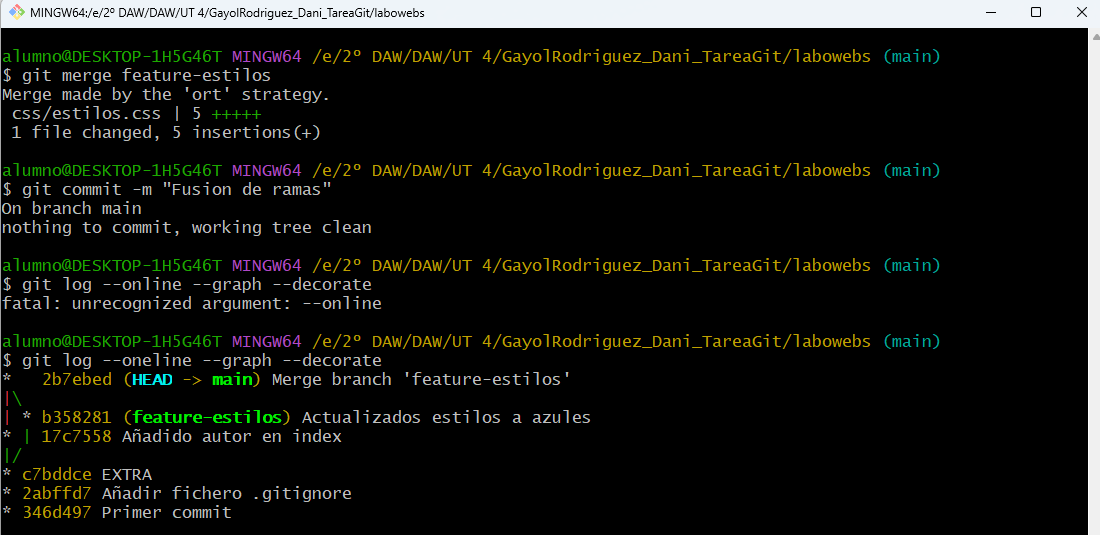 MINGW64:/e/2º DAW/DAW/UT 4/GayolRodriguez_Dani_TareaGit/labowebs
alumno@DESKTOP-1H5G46T MINGW64 /e/2º DAW/DAW/UT 4/GayolRodriguez_Dani_TareaGit/labowebs (main)
$ git merge feature-estilos
Merge made by the 'ort' strategy.
 css/estilos.css | 5 +++++
 1 file changed, 5 insertions(+)

alumno@DESKTOP-1H5G46T MINGW64 /e/2º DAW/DAW/UT 4/GayolRodriguez_Dani_TareaGit/labowebs (main)
$ git commit -m "Fusion de ramas"
On branch main
nothing to commit, working tree clean

alumno@DESKTOP-1H5G46T MINGW64 /e/2º DAW/DAW/UT 4/GayolRodriguez_Dani_TareaGit/labowebs (main)
$ git log --online --graph --decorate
fatal: unrecognized argument: --online

alumno@DESKTOP-1H5G46T MINGW64 /e/2º DAW/DAW/UT 4/GayolRodriguez_Dani_TareaGit/labowebs (main)
$ git log --oneline --graph --decorate
*   2b7ebed (HEAD -> main) Merge branch 'feature-estilos'
|\
| * b358281 (feature-estilos) Actualizados estilos a azules
* | 17c7558 Añadido autor en index
|/
* c7bddce EXTRA
* 2abffd7 Añadir fichero .gitignore
* 346d497 Primer commit